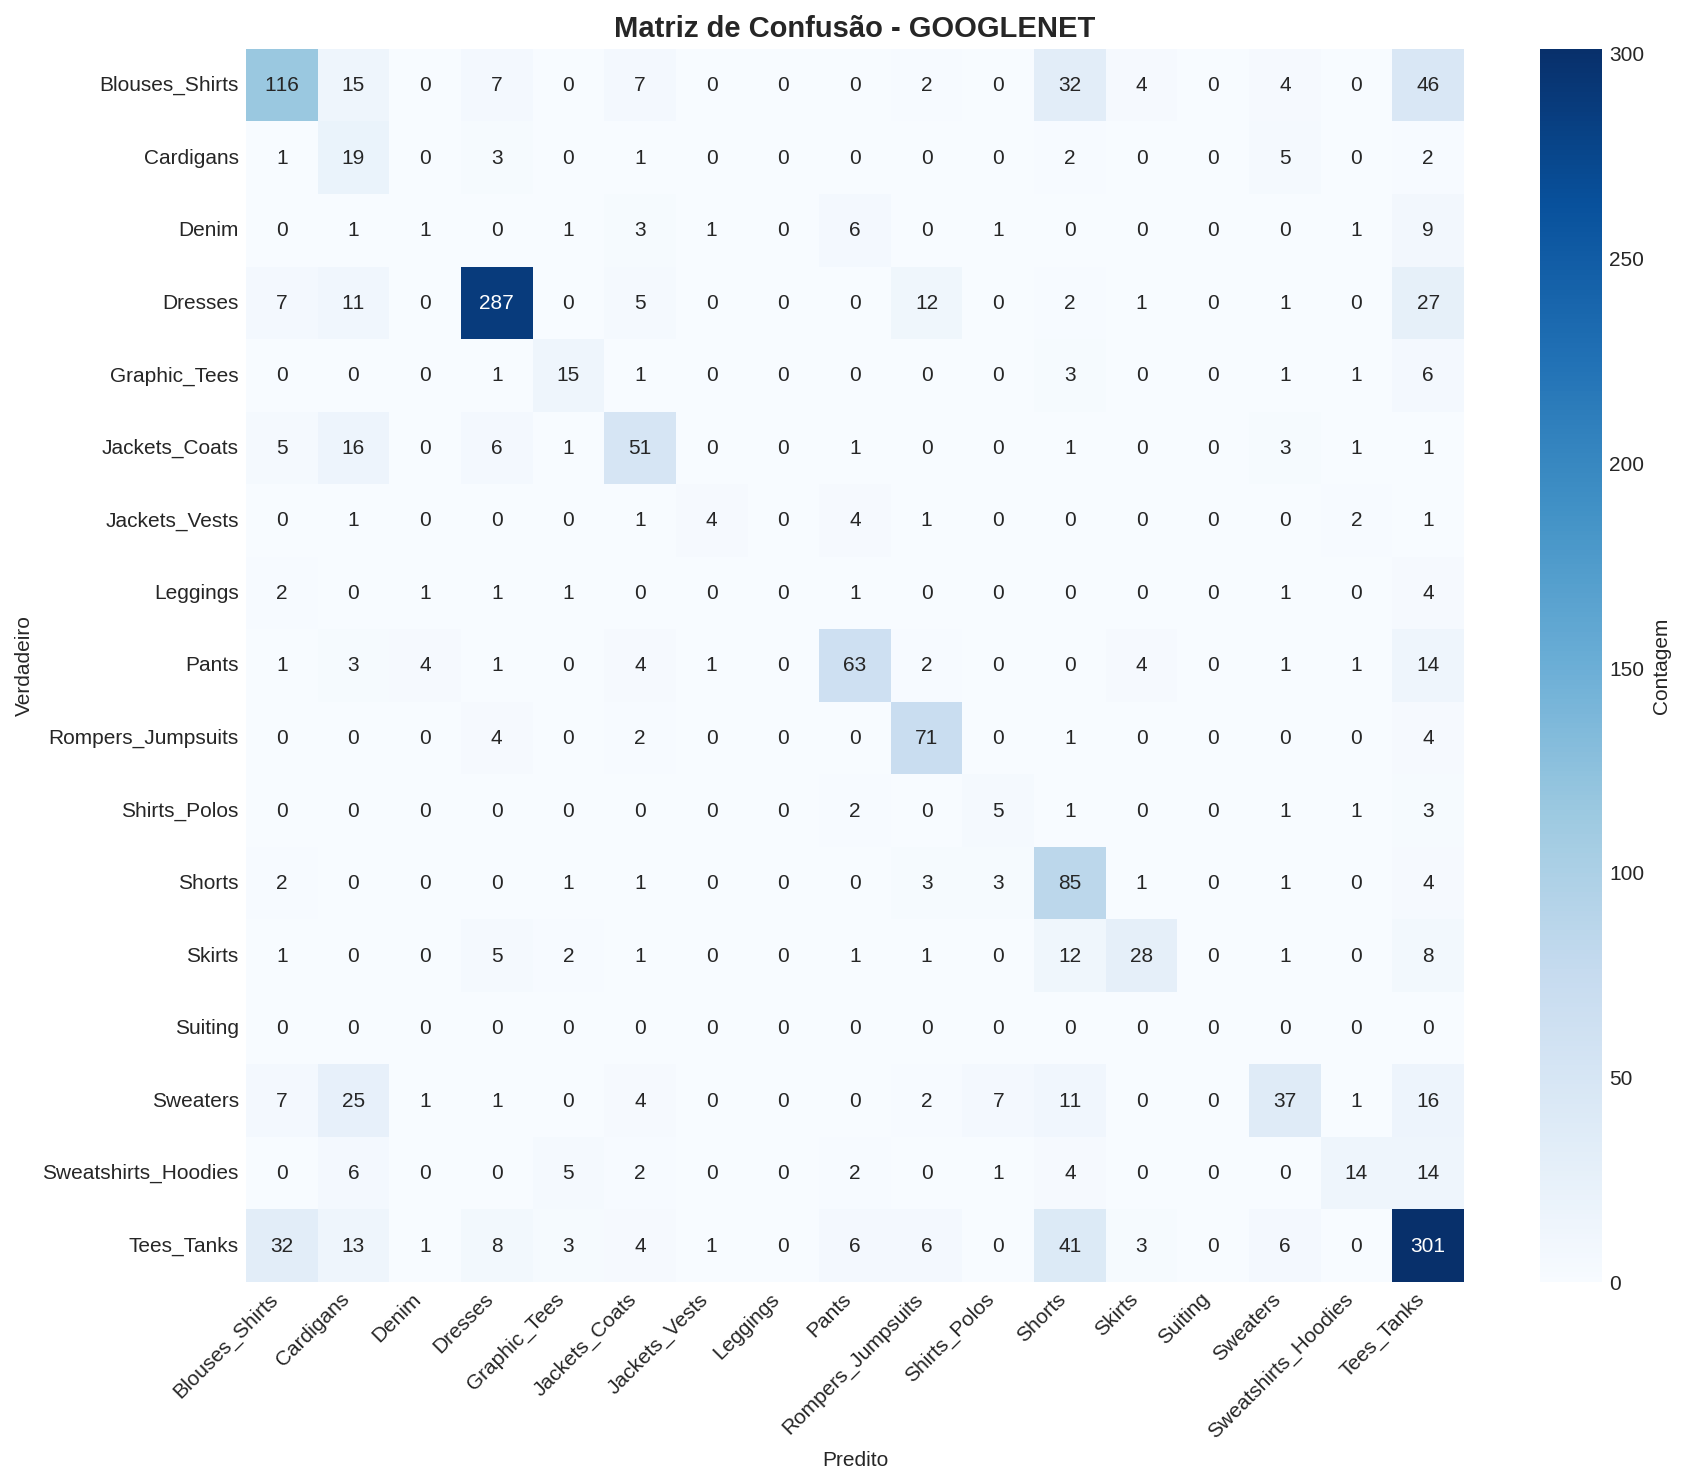 Matriz de Confusão - GOOGLENET
Blouses_Shirts 116 15 0 7 0 7 0 0 0 2 0 32 4 0 4 0 46
Cardigans 1 19 0 3 0 1 0 0 0 0 0 2 0 0 5 0 2
Denim 0 1 1 0 1 3 1 0 6 0 1 0 0 0 0 1 9
Dresses 7 11 0 287 0 5 0 0 0 12 0 2 1 0 1 0 27
Graphic_Tees 0 0 0 1 15 1 0 0 0 0 0 3 0 0 1 1 6
Jackets_Coats 5 16 0 6 1 51 0 0 1 0 0 1 0 0 3 1 1
Jackets_Vests 0 1 0 0 0 1 4 0 4 1 0 0 0 0 0 2 1
Leggings 2 0 1 1 1 0 0 0 1 0 0 0 0 0 1 0 4
Pants 1 3 4 1 0 4 1 0 63 2 0 0 4 0 1 1 14
Rompers_Jumpsuits 0 0 0 4 0 2 0 0 0 71 0 1 0 0 0 0 4
Shirts_Polos 0 0 0 0 0 0 0 0 2 0 5 1 0 0 1 1 3
Shorts 2 0 0 0 1 1 0 0 0 3 3 85 1 0 1 0 4
Skirts 1 0 0 5 2 1 0 0 1 1 0 12 28 0 1 0 8
Suiting 0 0 0 0 0 0 0 0 0 0 0 0 0 0 0 0 0
Sweaters 7 25 1 1 0 4 0 0 0 2 7 11 0 0 37 1 16
Sweatshirts_Hoodies 0 6 0 0 5 2 0 0 2 0 1 4 0 0 0 14 14
Tees_Tanks 32 13 1 8 3 4 1 0 6 6 0 41 3 0 6 0 301
Blouses_Shirts Cardigans Denim Dresses Graphic_Tees Jackets_Coats Jackets_Vests Leggings Pants Rompers_Jumpsuits Shirts_Polos Shorts Skirts Suiting Sweaters Sweatshirts_Hoodies Tees_Tanks
Predito
Verdadeiro
300
250
200
150
100
50
0
Contagem